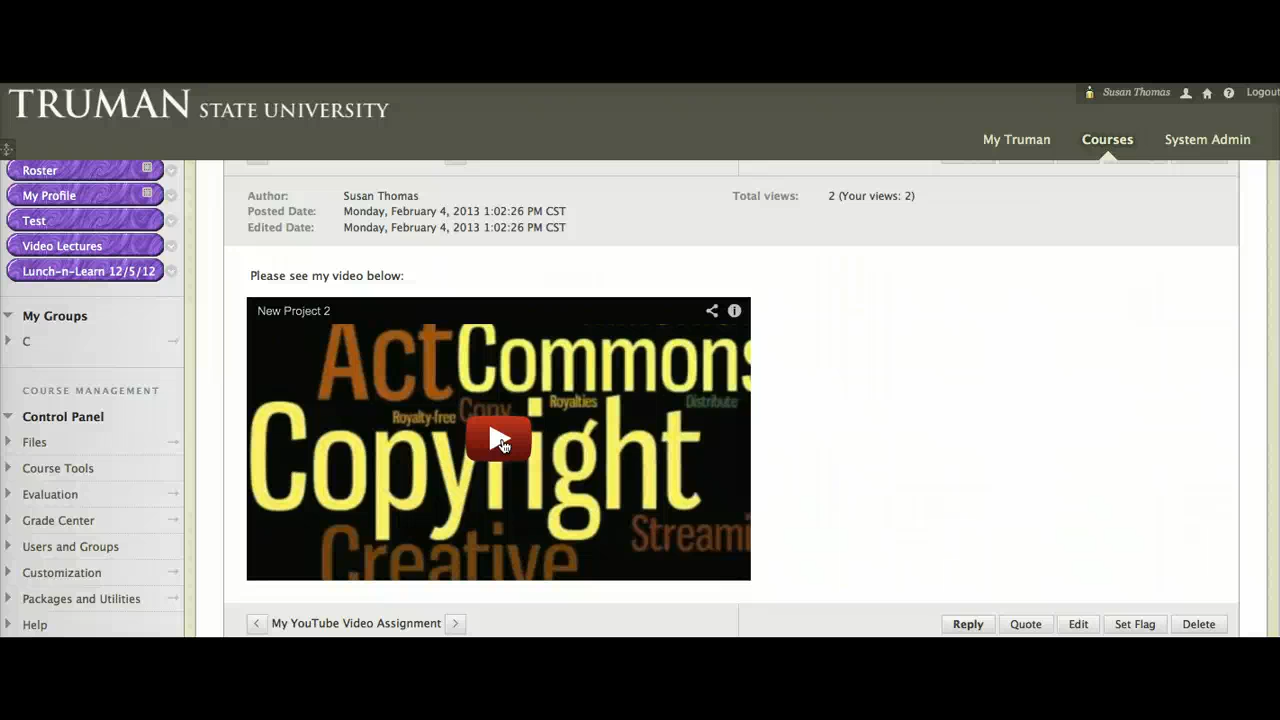 TRUMAN STATE UNIVERSITY
Susan Thomas
Logout
My Truman
Courses
System Admin
Roster
My Profile
Test
Video Lectures
Lunch-n-Learn 12/5/12
My Groups
C
COURSE MANAGEMENT
Control Panel
Files
Course Tools
Evaluation
Grade Center
Users and Groups
Customization
Packages and Utilities
Help
Author: Susan Thomas
Total views: 2 (Your views: 2)
Posted Date: Monday, February 4, 2013 1:02:26 PM CST
Edited Date: Monday, February 4, 2013 1:02:26 PM CST
Please see my video below:
New Project 2
Act Commons
Royalty-free Copy Royalties Distribute
Copyright
Streami
Creative
< My YouTube Video Assignment >
Reply Quote Edit Set Flag Delete